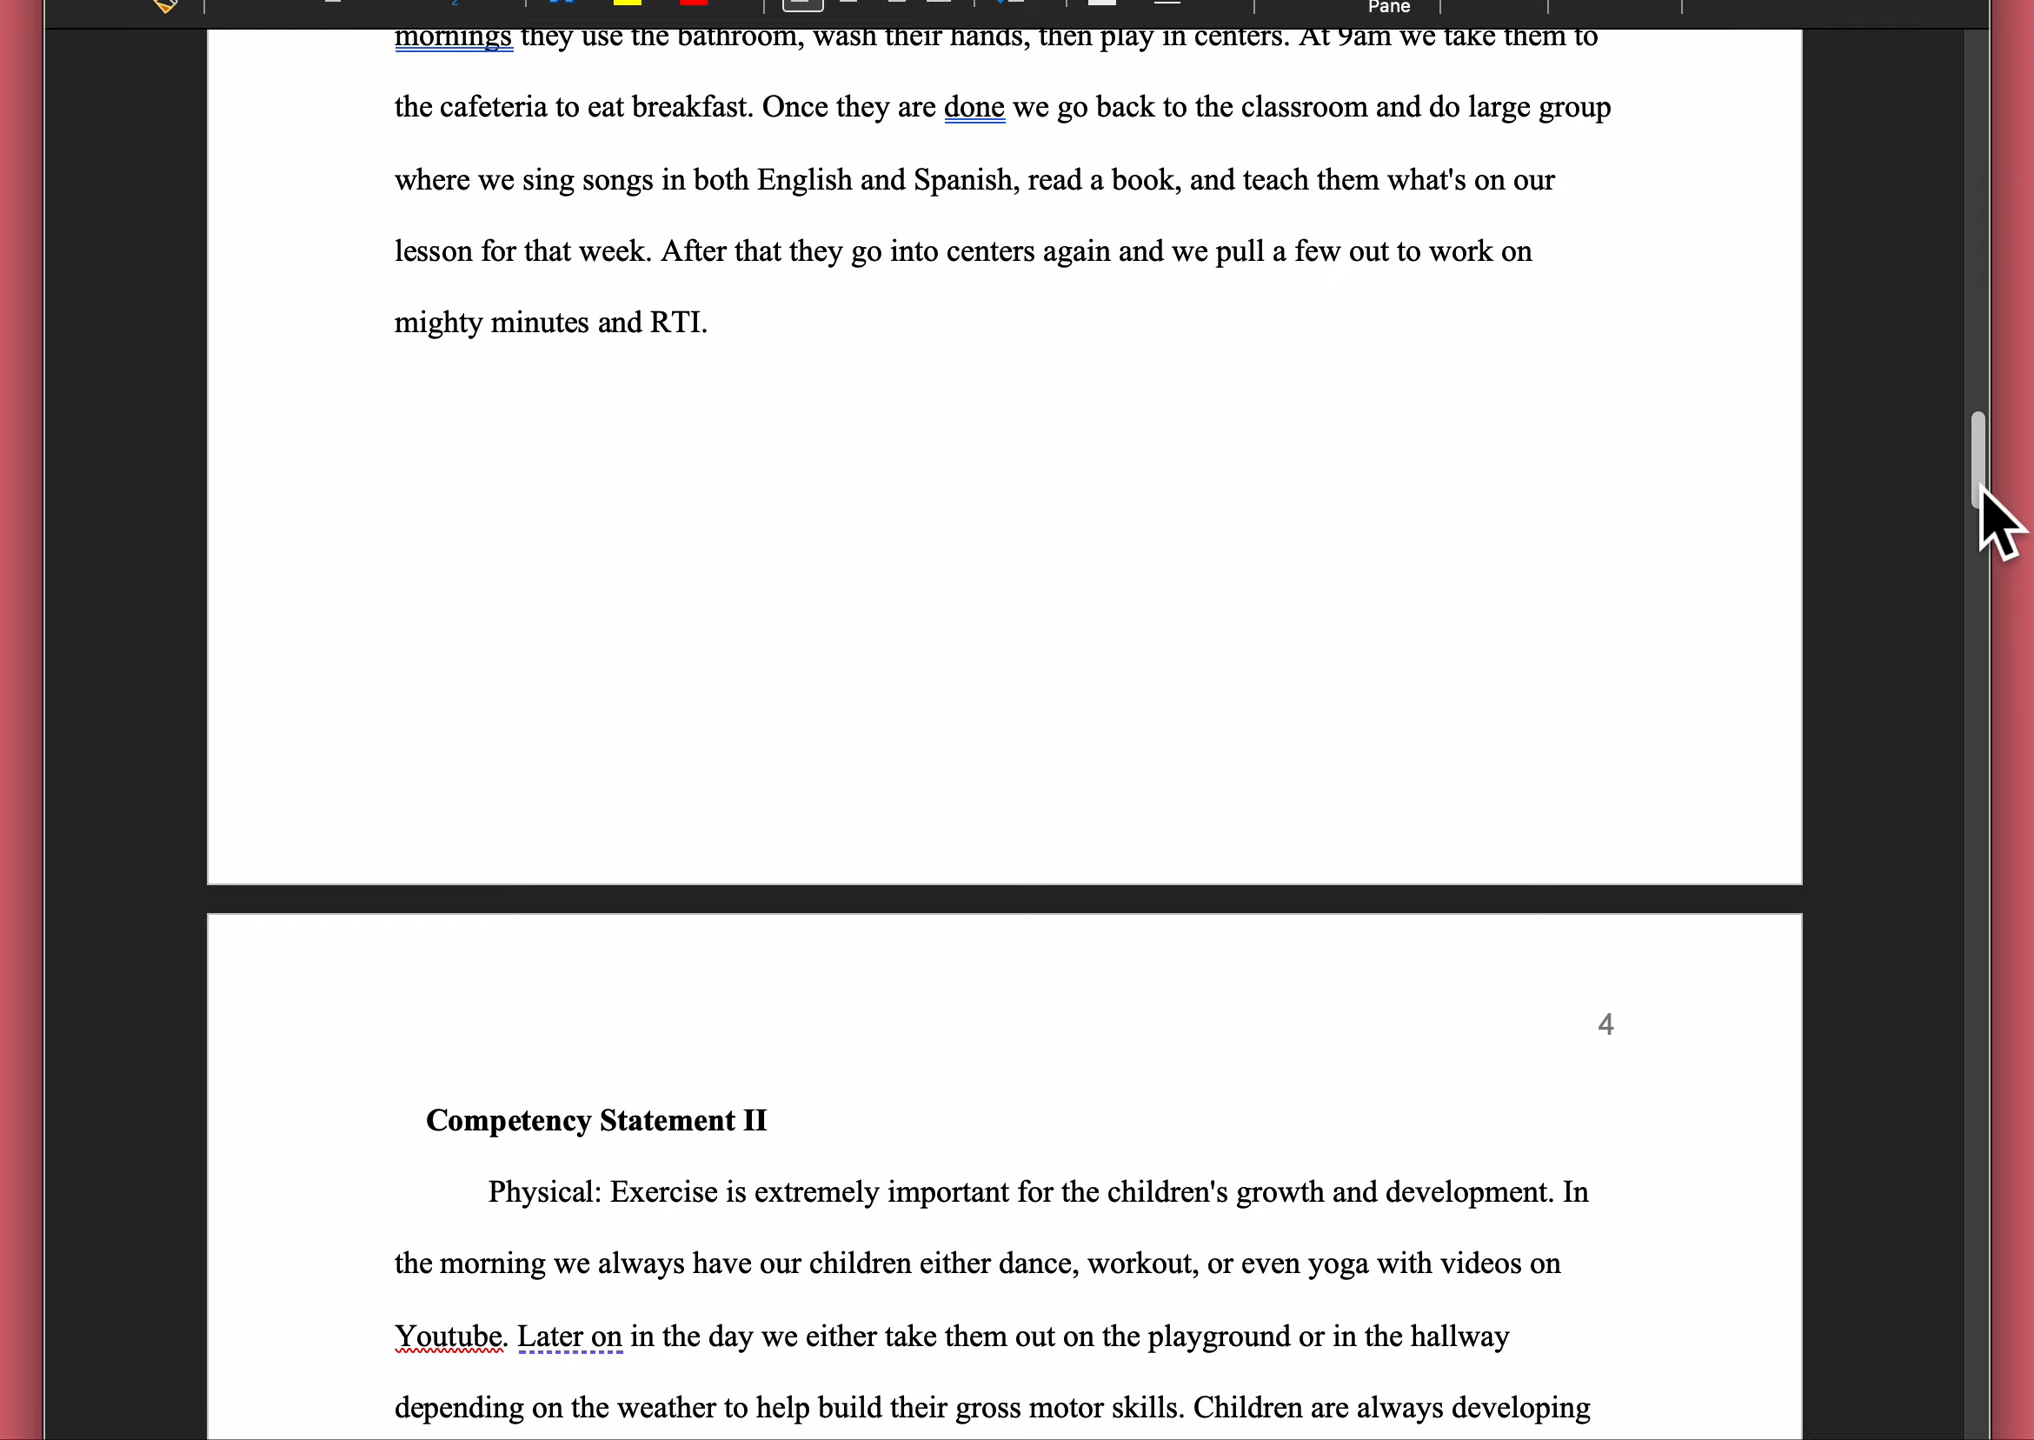 Pane
mornings they use the bathroom, wash their hands, then play in centers. At 9am we take them to
the cafeteria to eat breakfast. Once they are done we go back to the classroom and do large group
where we sing songs in both English and Spanish, read a book, and teach them what's on our
lesson for that week. After that they go into centers again and we pull a few out to work on
mighty minutes and RTI.
4
Competency Statement II
Physical: Exercise is extremely important for the children's growth and development. In
the morning we always have our children either dance, workout, or even yoga with videos on
Youtube. Later on in the day we either take them out on the playground or in the hallway
depending on the weather to help build their gross motor skills. Children are always developing